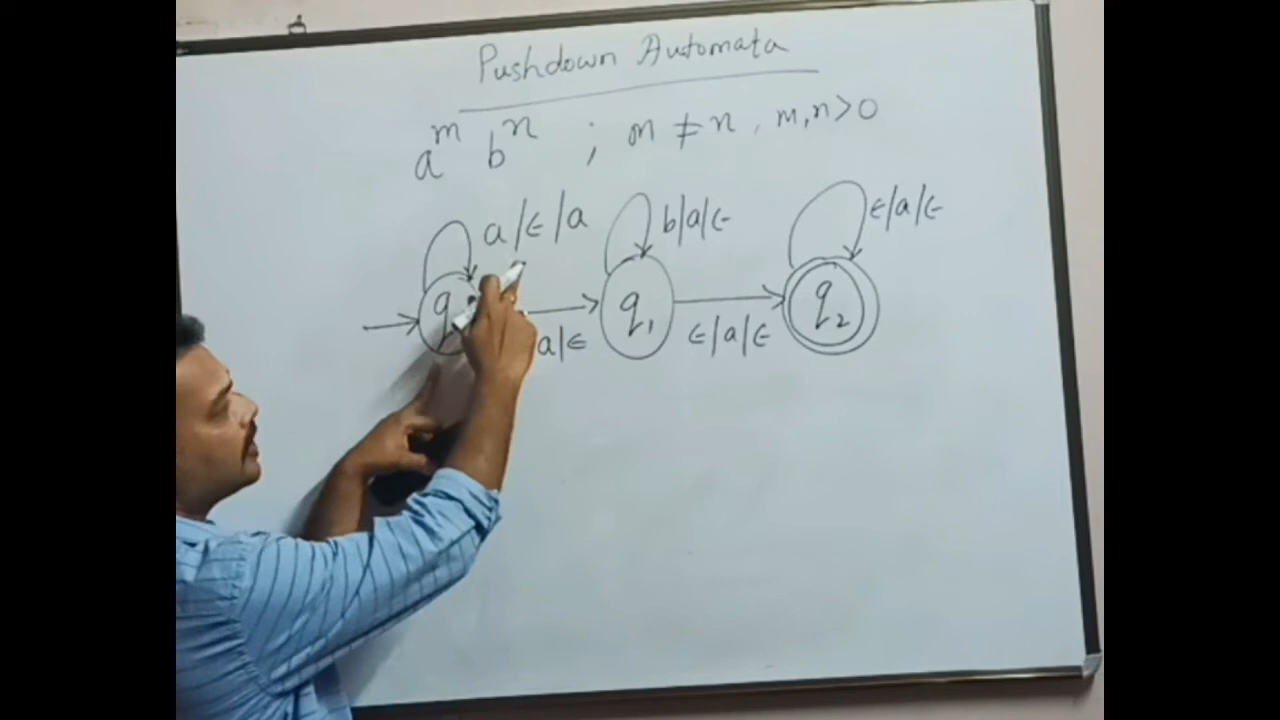 Pushdown Automata
a^m b^n ; m ≠ n, m,n>0
a/ϵ/a b|a|ϵ ϵ/a/ϵ
q q₁ q₂
a|ϵ ϵ/a/ϵ